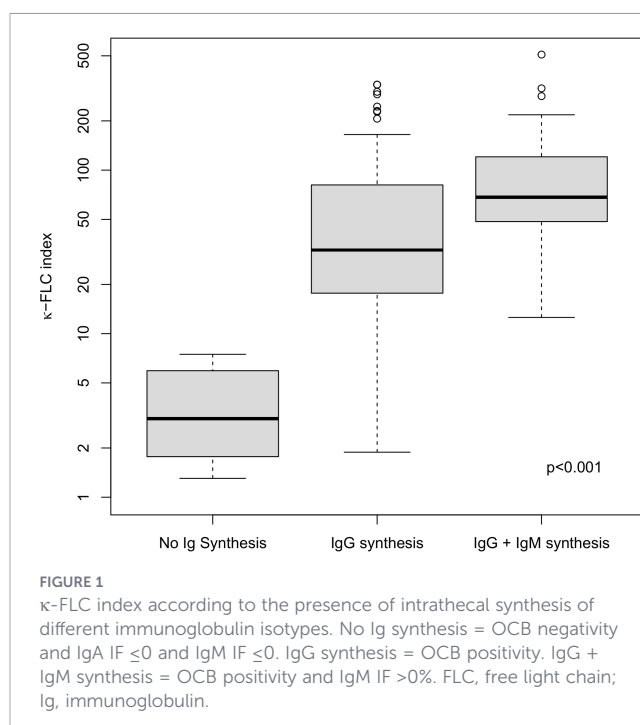 500
200
100
50
20
10
5
2
1
κ−FLC index
p<0.001
No Ig Synthesis
IgG synthesis
IgG + IgM synthesis
FIGURE 1
κ-FLC index according to the presence of intrathecal synthesis of
different immunoglobulin isotypes. No Ig synthesis = OCB negativity
and IgA IF ≤0 and IgM IF ≤0. IgG synthesis = OCB positivity. IgG +
IgM synthesis = OCB positivity and IgM IF >0%. FLC, free light chain;
Ig, immunoglobulin.